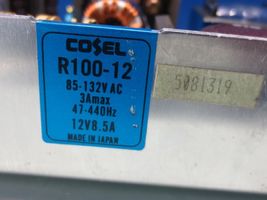 COSEL
R100-12
85-132V AC
3Amax
47-440Hz
12V8.5A
MADE IN JAPAN
5081319